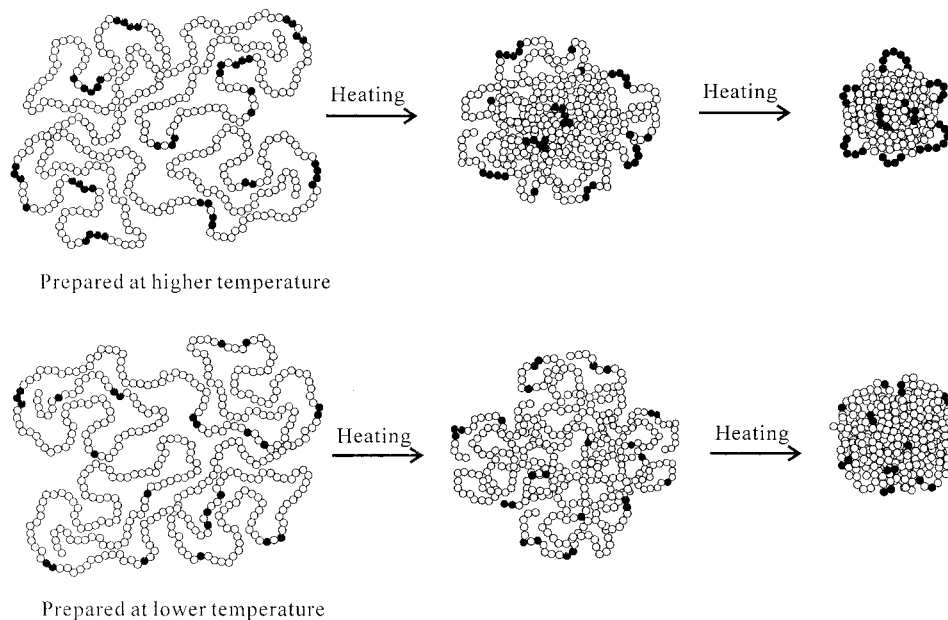 Heating
Heating
Prepared at higher temperature
Heating
Heating
Prepared at lower temperature